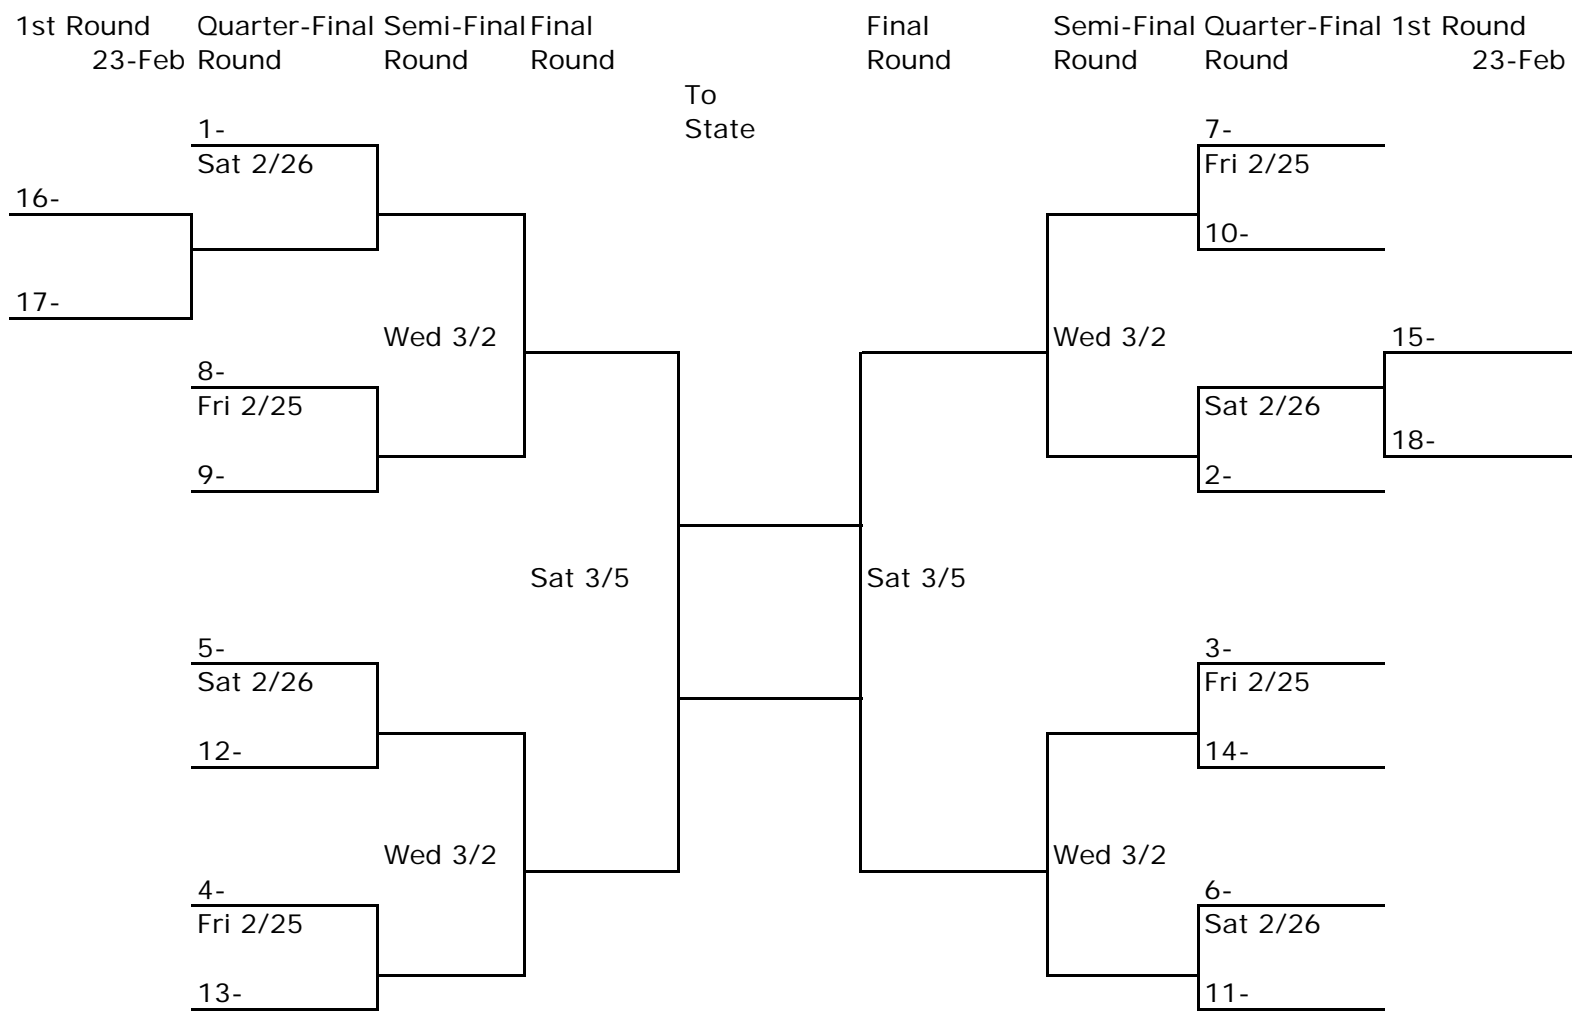 1st Round Quarter-Final Semi-Final Final Final Semi-Final Quarter-Final 1st Round
23-Feb Round Round Round Round Round Round 23-Feb
To
State
1- 7-
Sat 2/26 Fri 2/25
16-
10-
17-
Wed 3/2 Wed 3/2 15-
8-
Fri 2/25 Sat 2/26
18-
9- 2-
Sat 3/5 Sat 3/5
5- 3-
Sat 2/26 Fri 2/25
12- 14-
Wed 3/2 Wed 3/2
4- 6-
Fri 2/25 Sat 2/26
13- 11-